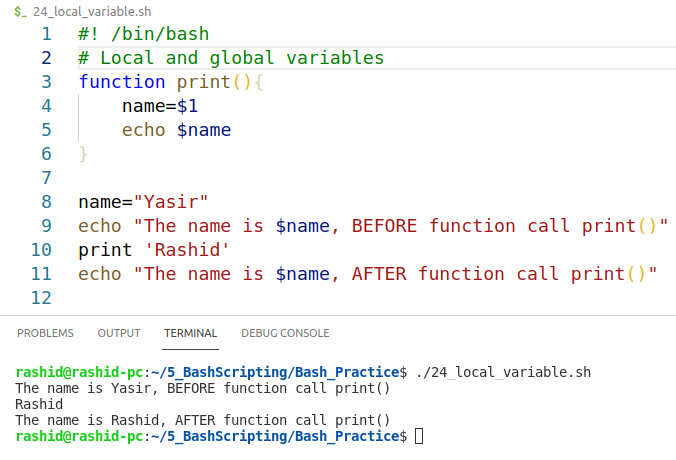 $_ 24_local_variable.sh
1 #! /bin/bash
2 # Local and global variables
3 function print(){
4     name=$1
5     echo $name
6 }
7
8 name="Yasir"
9 echo "The name is $name, BEFORE function call print()"
10 print 'Rashid'
11 echo "The name is $name, AFTER function call print()"
12
PROBLEMS OUTPUT TERMINAL DEBUG CONSOLE
rashid@rashid-pc:~/5_BashScripting/Bash_Practice$ ./24_local_variable.sh
The name is Yasir, BEFORE function call print()
Rashid
The name is Rashid, AFTER function call print()
rashid@rashid-pc:~/5_BashScripting/Bash_Practice$